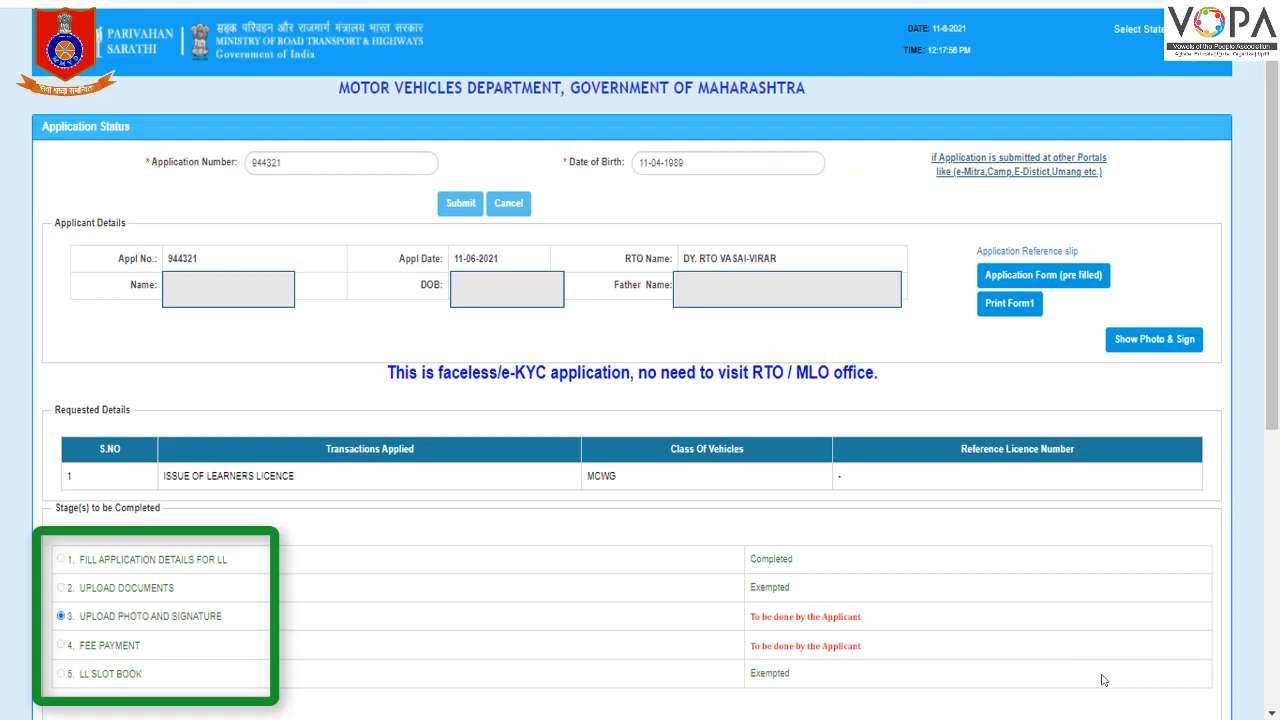 PARIVAHAN
SARATHI
सड़क परिवहन और राजमार्ग मंत्रालय भारत सरकार
MINISTRY OF ROAD TRANSPORT & HIGHWAYS
Government of India
DATE: 11-6-2021
TIME: 12:17:56 PM
Select State
VOPA
Vowels of the People Association
MOTOR VEHICLES DEPARTMENT, GOVERNMENT OF MAHARASHTRA
Application Status
* Application Number: 944321
* Date of Birth: 11-04-1989
if Application is submitted at other Portals
like (e-Mitra,Camp,E-Distict,Umang etc.)
Submit Cancel
Applicant Details
Appl No.: 944321 Appl Date: 11-06-2021 RTO Name: DY. RTO VASAI-VIRAR
Name: DOB: Father Name:
Application Reference slip
Application Form (pre filled)
Print Form1
Show Photo & Sign
This is faceless/e-KYC application, no need to visit RTO / MLO office.
Requested Details
S.NO Transactions Applied Class Of Vehicles Reference Licence Number
1 ISSUE OF LEARNERS LICENCE MCWG -
Stage(s) to be Completed
1. FILL APPLICATION DETAILS FOR LL Completed
2. UPLOAD DOCUMENTS Exempted
3. UPLOAD PHOTO AND SIGNATURE To be done by the Applicant
4. FEE PAYMENT To be done by the Applicant
5. LL SLOT BOOK Exempted